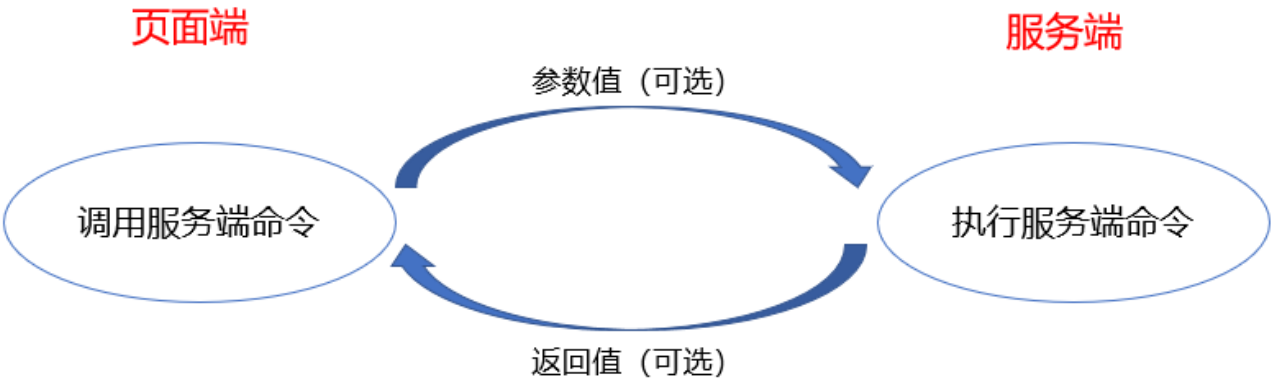 页面端
服务端
参数值（可选）
调用服务端命令
执行服务端命令
返回值（可选）